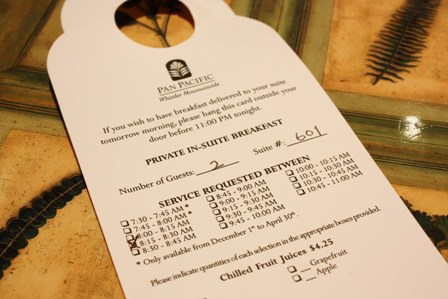 PAN PACIFIC
Whistler Mountainside
If you wish to have breakfast delivered to your suite
tomorrow morning, please hang this card outside your
door before 11:00 PM tonight.
PRIVATE IN-SUITE BREAKFAST
Number of Guests: 2 Suite #: 601
SERVICE REQUESTED BETWEEN
7:30 - 7:45 AM * 8:45 - 9:00 AM 10:00 - 10:15 AM
7:45 - 8:00 AM * 9:00 - 9:15 AM 10:15 - 10:30 AM
8:00 - 8:15 AM 9:15 - 9:30 AM 10:30 - 10:45 AM
8:15 - 8:30 AM 9:30 - 9:45 AM 10:45 - 11:00 AM
8:30 - 8:45 AM 9:45 - 10:00 AM
* Only available from December 1st to April 30th.
Please indicate quantities of each selection in the appropriate boxes provided
Chilled Fruit Juices $4.25
Grapefruit
Apple